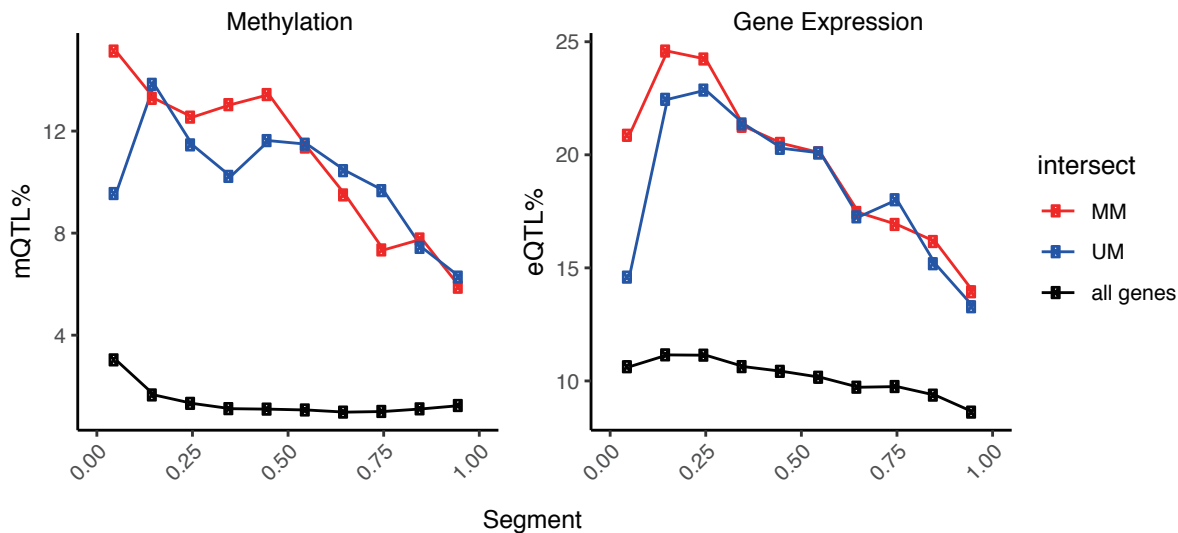 Methylation
Gene Expression
mQTL%
12
8
4
0.00
0.25
0.50
0.75
1.00
eQTL%
25
20
15
10
0.00
0.25
0.50
0.75
1.00
Segment
intersect
MM
UM
all genes